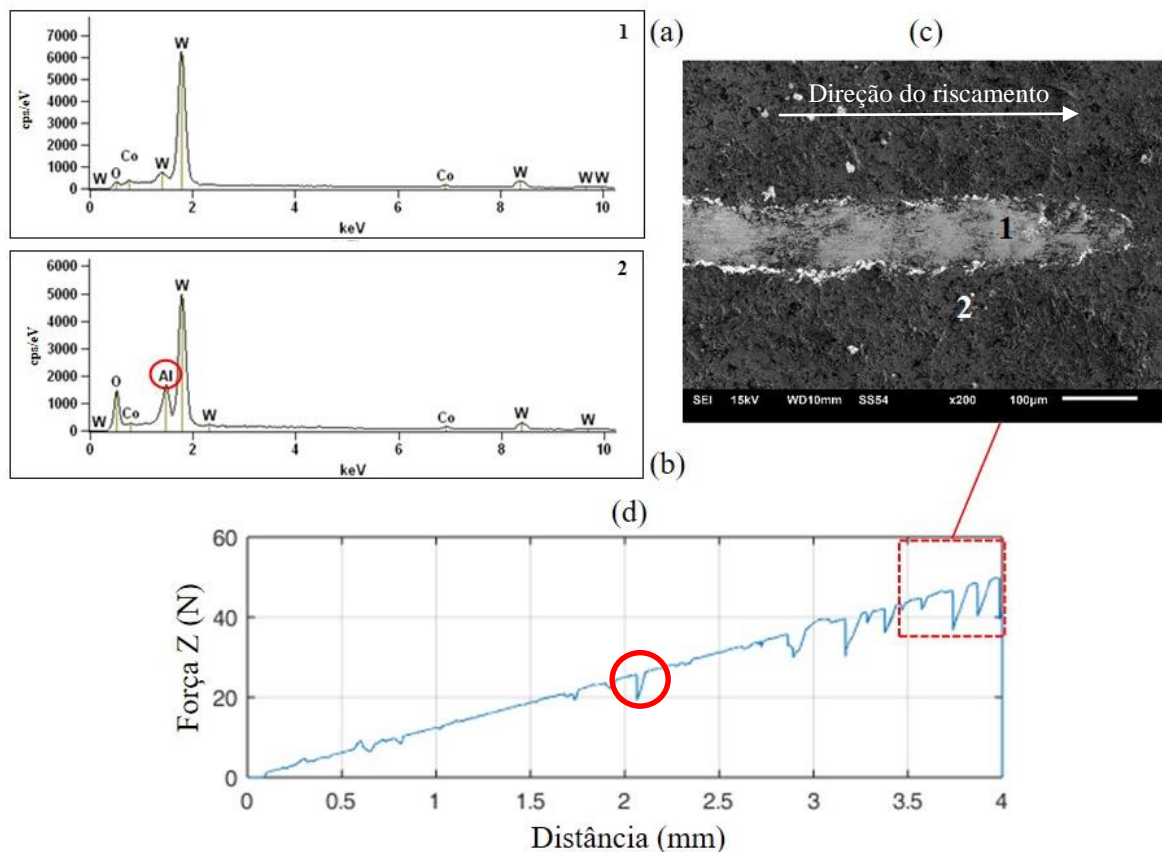 1
(a)
7000
6000
5000
4000
3000
2000
1000
0
cps/eV
W
Co
W O W Co W W W
0 2 4 6 8 10
keV
2
6000
5000
4000
3000
2000
1000
0
cps/eV
W
O Al
W Co W Co W W
0 2 4 6 8 10
keV
(b)
(c)
Direção do riscamento
1
2
SEI 15kV WD10mm SS54 x200 100μm
(d)
60
40
20
0
Força Z (N)
0 0.5 1 1.5 2 2.5 3 3.5 4
Distância (mm)